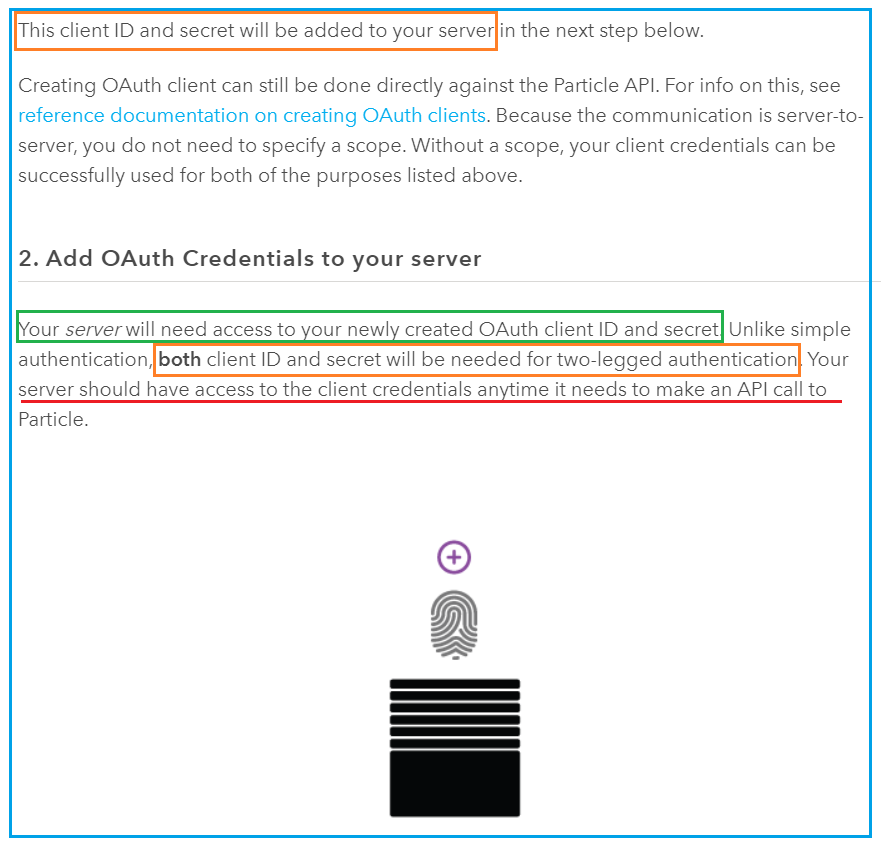 This client ID and secret will be added to your server in the next step below.
Creating OAuth client can still be done directly against the Particle API. For info on this, see
reference documentation on creating OAuth clients. Because the communication is server-to-
server, you do not need to specify a scope. Without a scope, your client credentials can be
successfully used for both of the purposes listed above.
2. Add OAuth Credentials to your server
Your server will need access to your newly created OAuth client ID and secret. Unlike simple
authentication, both client ID and secret will be needed for two-legged authentication. Your
server should have access to the client credentials anytime it needs to make an API call to
Particle.